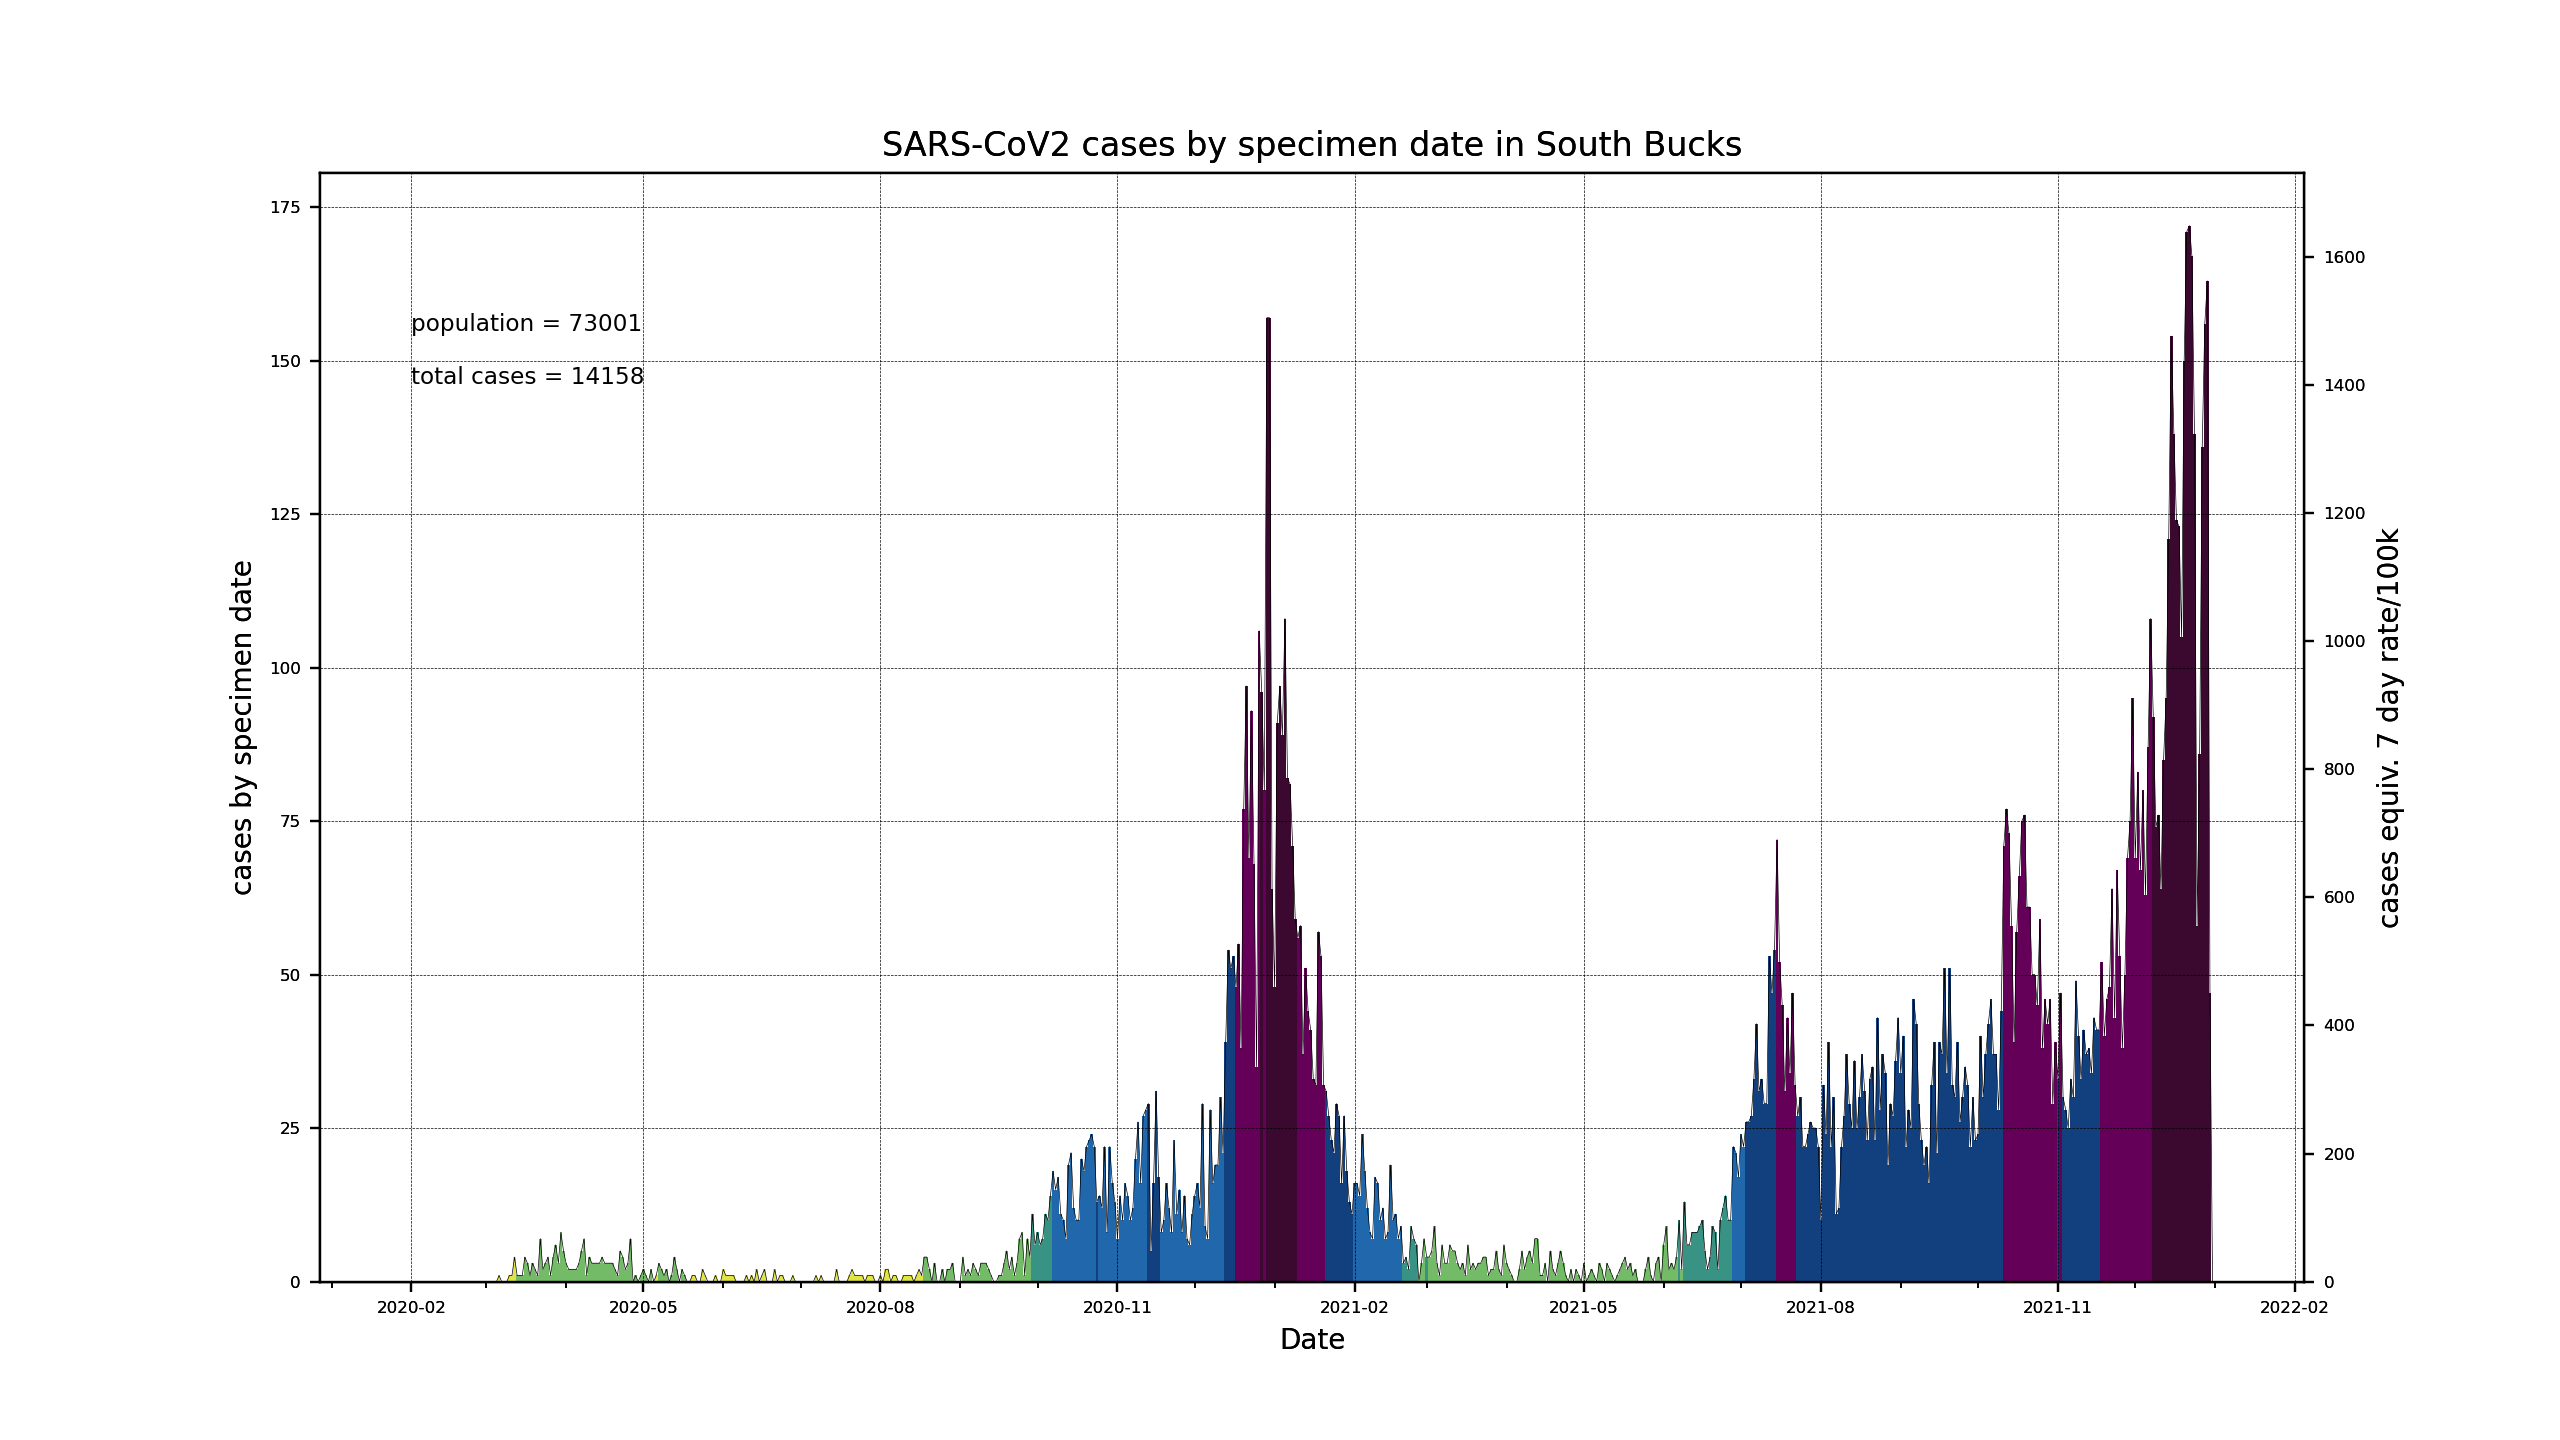 SARS-CoV2 cases by specimen date in South Bucks
population = 73001
total cases = 14158
cases by specimen date
175
150
125
100
75
50
25
0
cases equiv. 7 day rate/100k
1600
1400
1200
1000
800
600
400
200
0
2020-02 2020-05 2020-08 2020-11 2021-02 2021-05 2021-08 2021-11 2022-02
Date